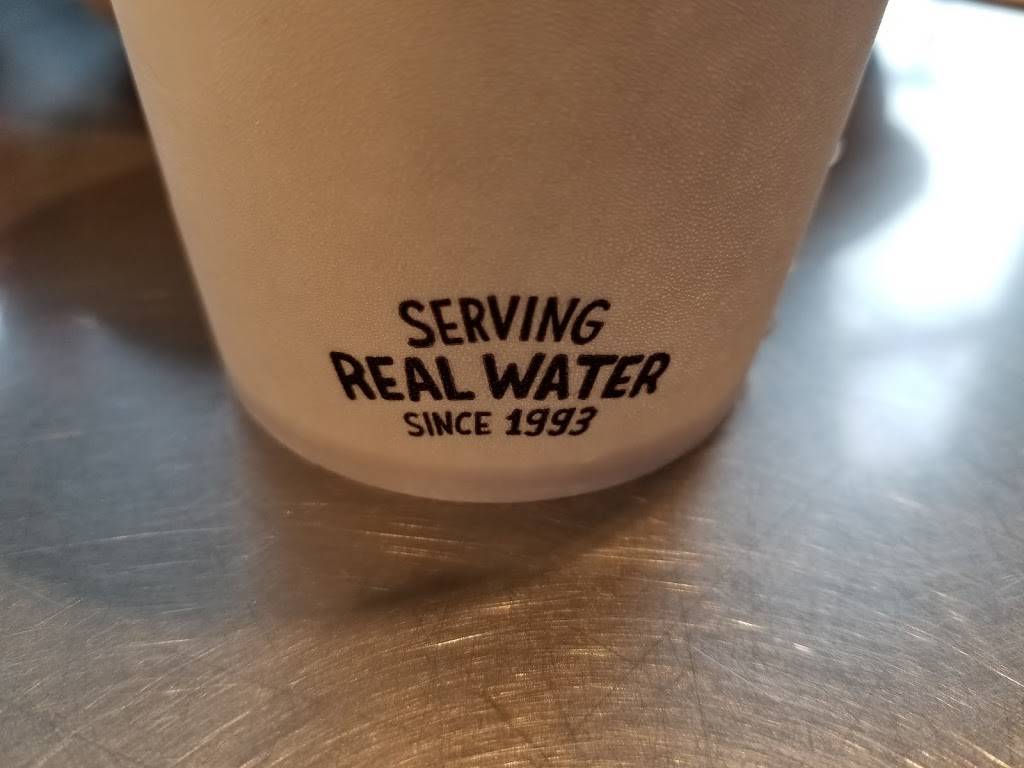 SERVING
REAL WATER
SINCE 1993